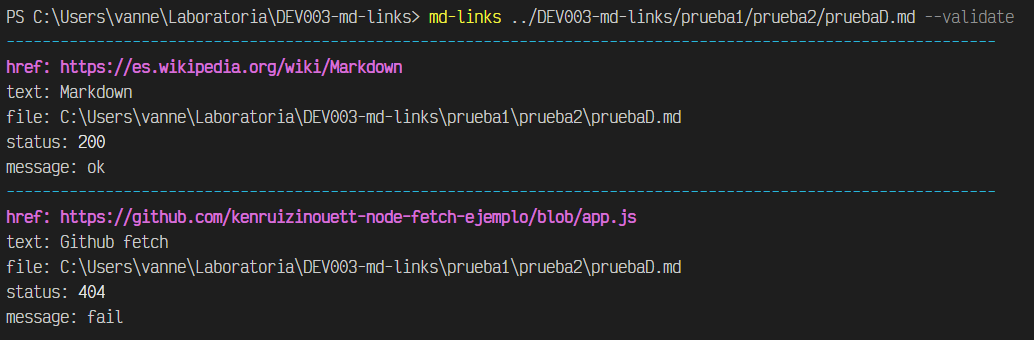 PS C:\Users\vanne\Laboratoria\DEV003-md-links> md-links ../DEV003-md-links/prueba1/prueba2/pruebaD.md --validate
--------------------------------------------------------------------------------------------------------------
href: https://es.wikipedia.org/wiki/Markdown
text: Markdown
file: C:\Users\vanne\Laboratoria\DEV003-md-links\prueba1\prueba2\pruebaD.md
status: 200
message: ok
--------------------------------------------------------------------------------------------------------------
href: https://github.com/kenruizinouett-node-fetch-ejemplo/blob/app.js
text: Github fetch
file: C:\Users\vanne\Laboratoria\DEV003-md-links\prueba1\prueba2\pruebaD.md
status: 404
message: fail